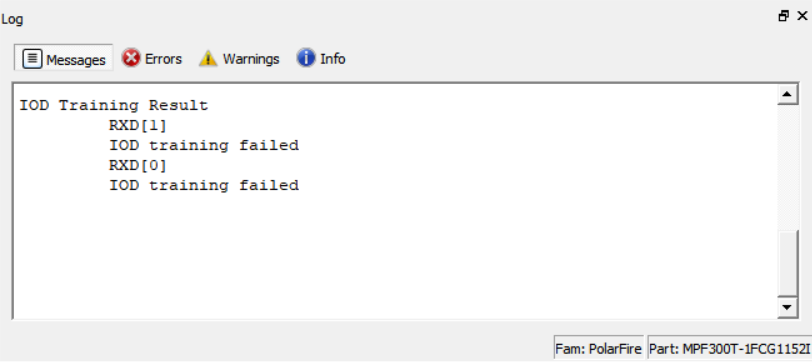 Log
Messages Errors Warnings Info
IOD Training Result
RXD[1]
IOD training failed
RXD[0]
IOD training failed
Fam: PolarFire Part: MPF300T-1FCG1152I